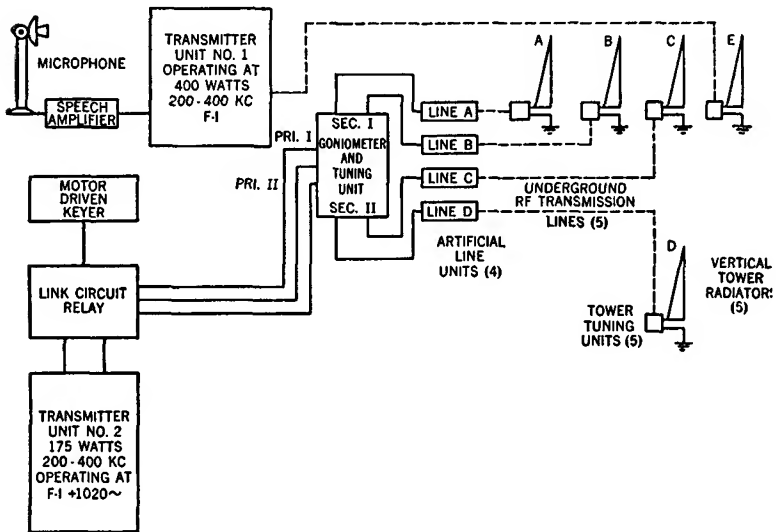 MICROPHONE
SPEECH
AMPLIFIER
TRANSMITTER
UNIT NO. 1
OPERATING AT
400 WATTS
200-400 KC
F-1
A
B
C
E
PRI. I
PRI. II
SEC. I
GONIOMETER
AND
TUNING
UNIT
SEC. II
LINE A
LINE B
LINE C
LINE D
UNDERGROUND
RF TRANSMISSION
LINES (5)
ARTIFICIAL
LINE
UNITS (4)
MOTOR
DRIVEN
KEYER
LINK CIRCUIT
RELAY
D
VERTICAL
TOWER
RADIATORS
(5)
TOWER
TUNING
UNITS (5)
TRANSMITTER
UNIT NO. 2
175 WATTS
200-400 KC
OPERATING AT
F-1 +1020~